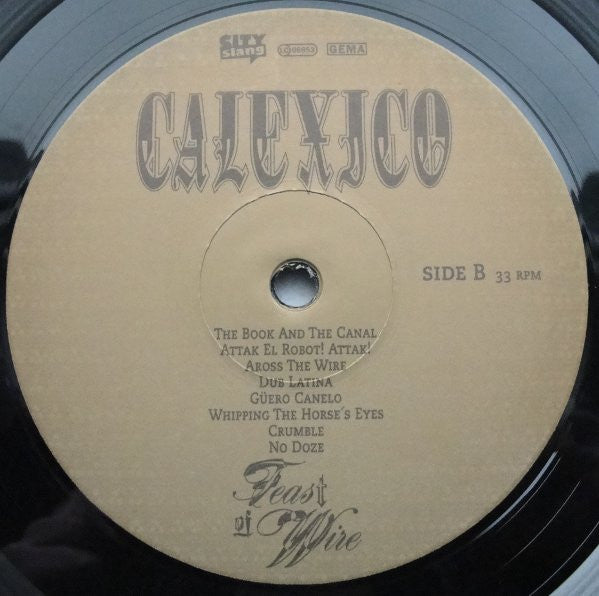 CITY slang LC 06853 GEMA
CALEXICO
SIDE B 33 RPM
THE BOOK AND THE CANAL
ATTAK EL ROBOT! ATTAK!
AROSS THE WIRE
DUB LATINA
GÜERO CANELO
WHIPPING THE HORSE´S EYES
CRUMBLE
NO DOZE
Feast
of Wire